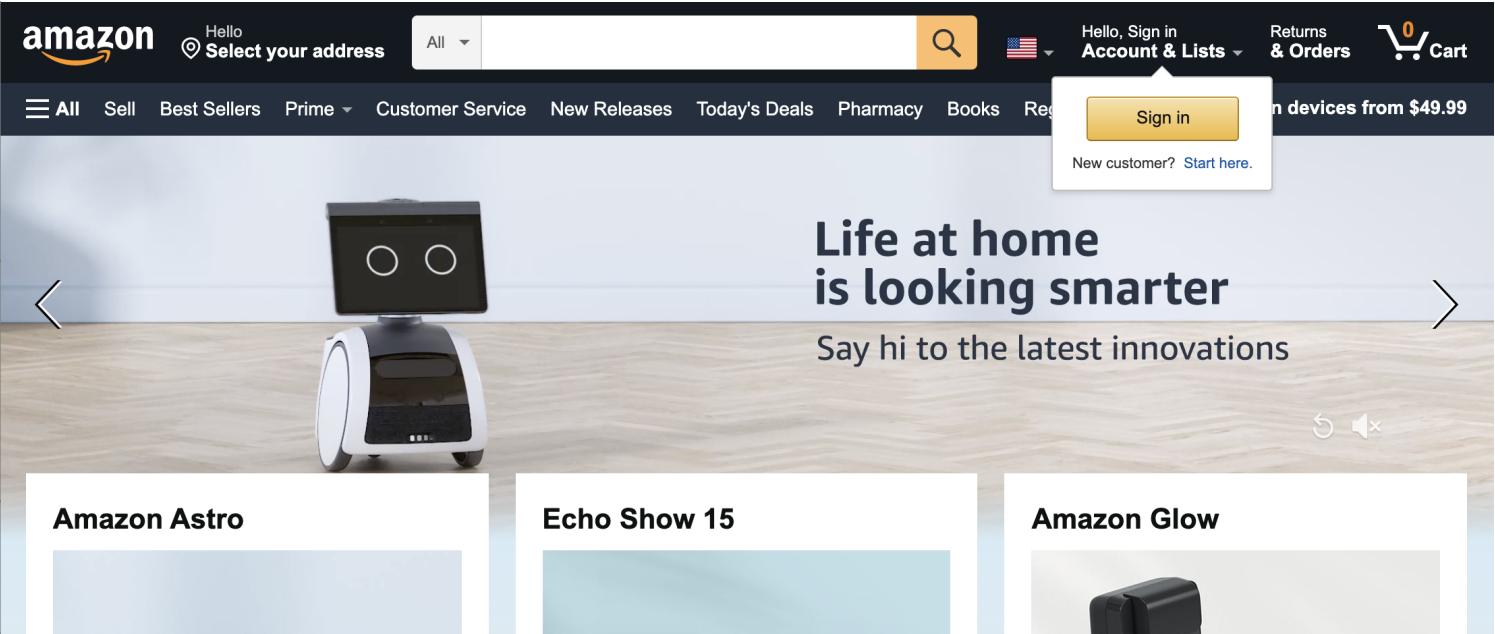 amazon
Hello
Select your address
All
Hello, Sign in
Account & Lists
Returns
& Orders
0
Cart
All
Sell
Best Sellers
Prime
Customer Service
New Releases
Today's Deals
Pharmacy
Books
devices from $49.99
Sign in
New customer? Start here.
Life at home
is looking smarter
Say hi to the latest innovations
Amazon Astro
Echo Show 15
Amazon Glow